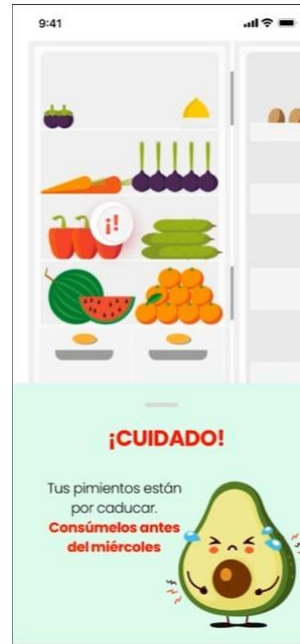 9:41
¡!
¡CUIDADO!
Tus pimientos están
por caducar.
Consúmelos antes
del miércoles